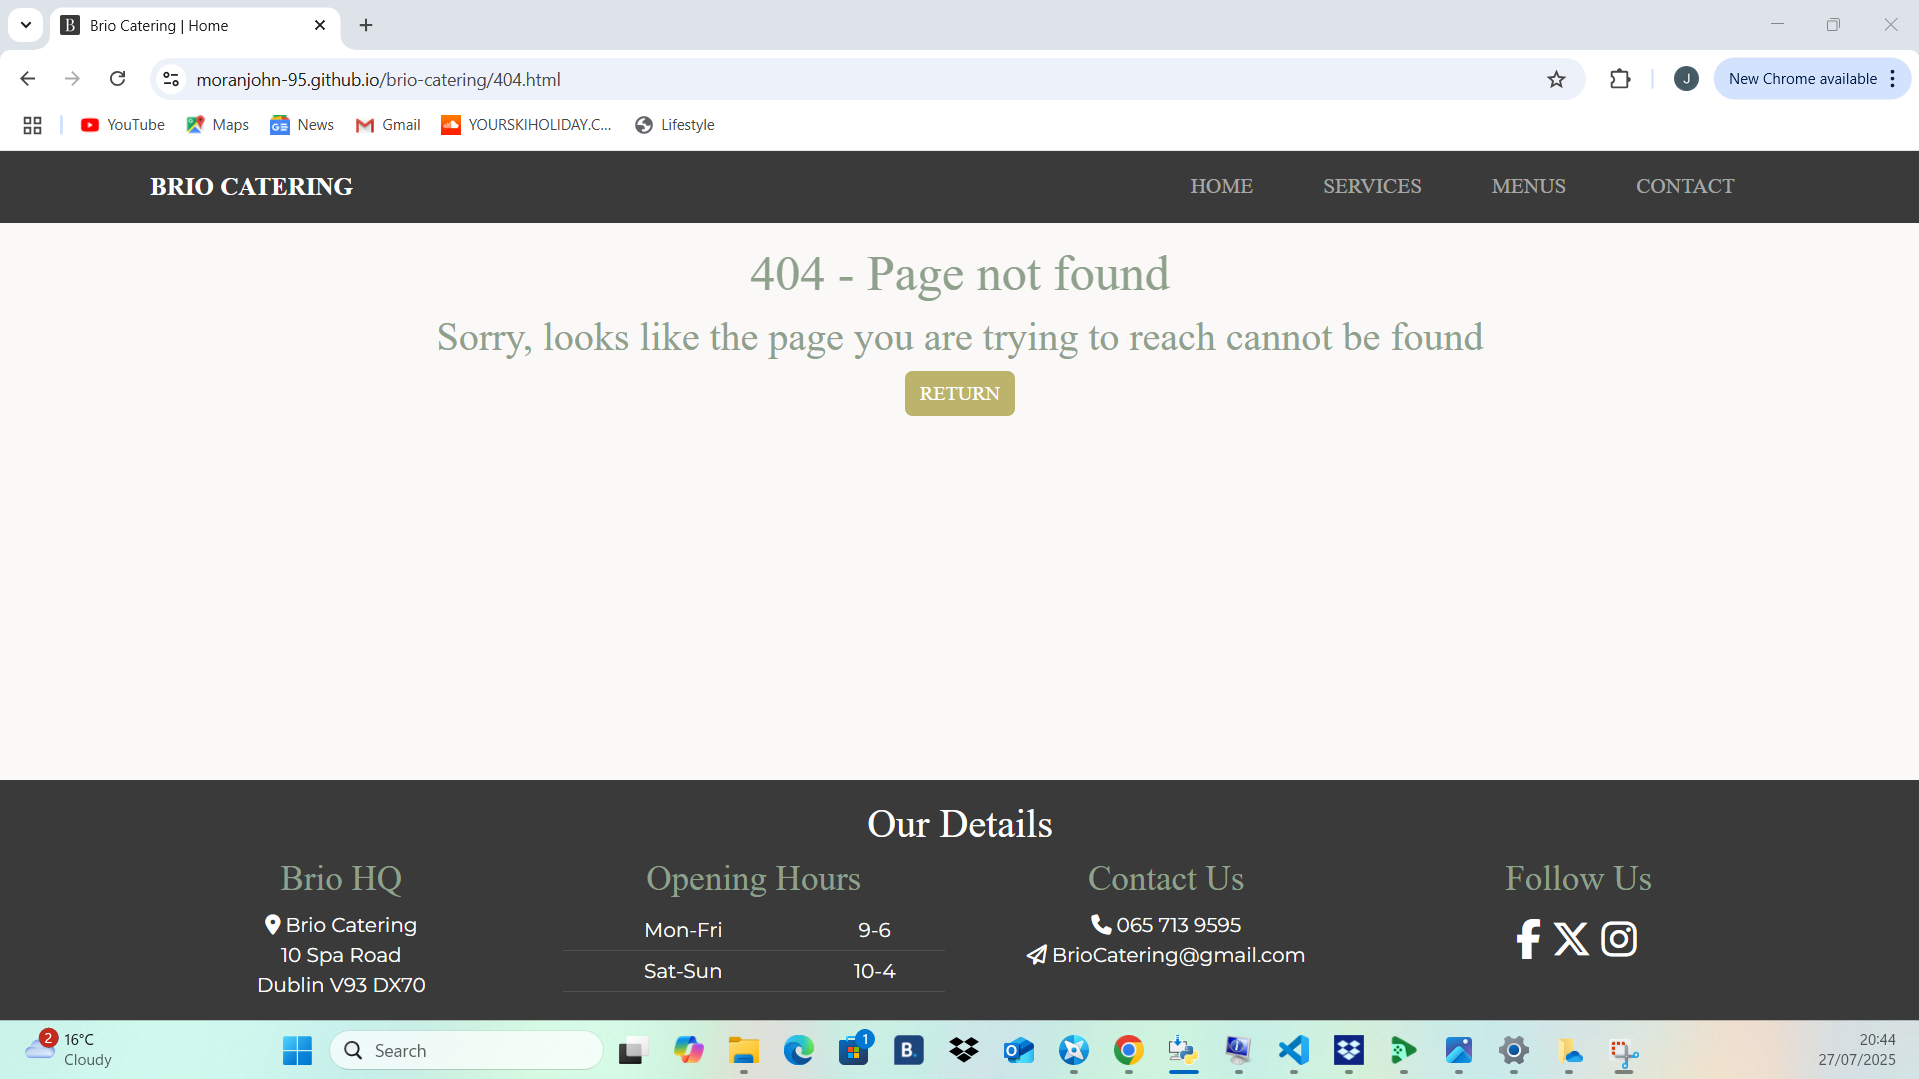 B Brio Catering | Home
moranjohn-95.github.io/brio-catering/404.html
J
New Chrome available
YouTube Maps News Gmail YOURSKIHOLIDAY.C... Lifestyle
BRIO CATERING HOME SERVICES MENUS CONTACT
404 - Page not found
Sorry, looks like the page you are trying to reach cannot be found
RETURN
Our Details
Brio HQ
Brio Catering
10 Spa Road
Dublin V93 DX70
Opening Hours
Mon-Fri 9-6
Sat-Sun 10-4
Contact Us
065 713 9595
BrioCatering@gmail.com
Follow Us
2
16°C
Cloudy
Search
1
B.
20:44
27/07/2025